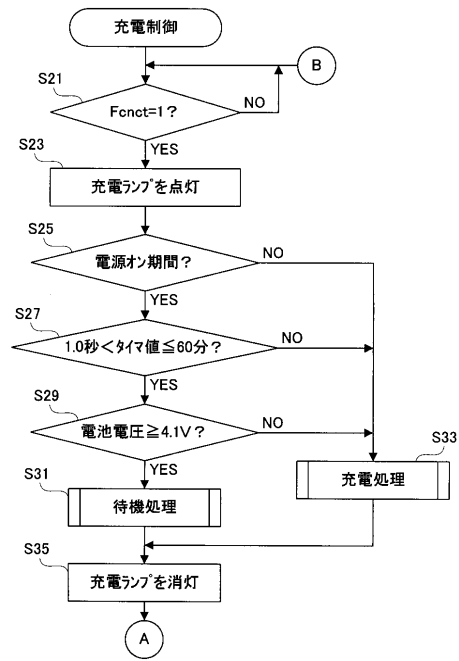 充電制御
B
S21
Fcnct=1?
NO
YES
S23
充電ランプを点灯
S25
電源オン期間?
NO
YES
S27
1.0秒<タイマ値≦60分?
NO
YES
S29
電池電圧≧4.1V?
NO
YES
S33
充電処理
S31
待機処理
S35
充電ランプを消灯
A